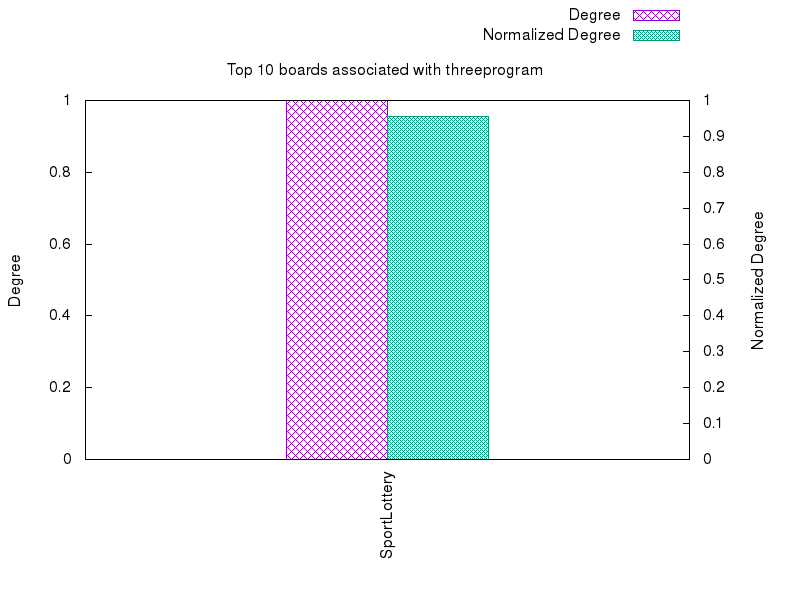 Degree
Normalized Degree
Top 10 boards associated with threeprogram
1
0.8
0.6
0.4
0.2
0
Degree
1
0.9
0.8
0.7
0.6
0.5
0.4
0.3
0.2
0.1
0
Normalized Degree
SportLottery